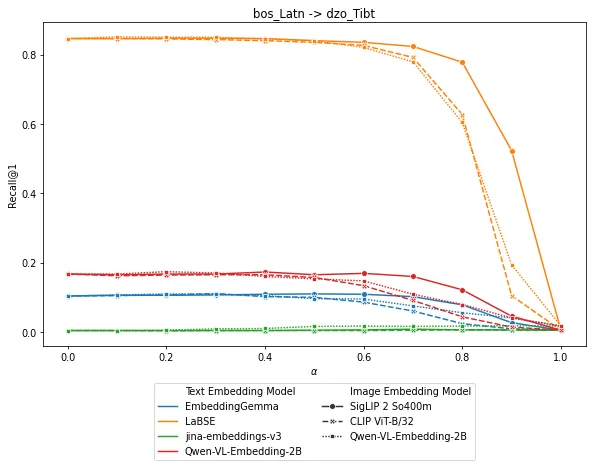 bos_Latn -> dzo_Tibt
Recall@1
0.8
0.6
0.4
0.2
0.0
0.0 0.2 0.4 0.6 0.8 1.0
α
Text Embedding Model Image Embedding Model
EmbeddingGemma SigLIP 2 So400m
LaBSE CLIP ViT-B/32
jina-embeddings-v3 Qwen-VL-Embedding-2B
Qwen-VL-Embedding-2B